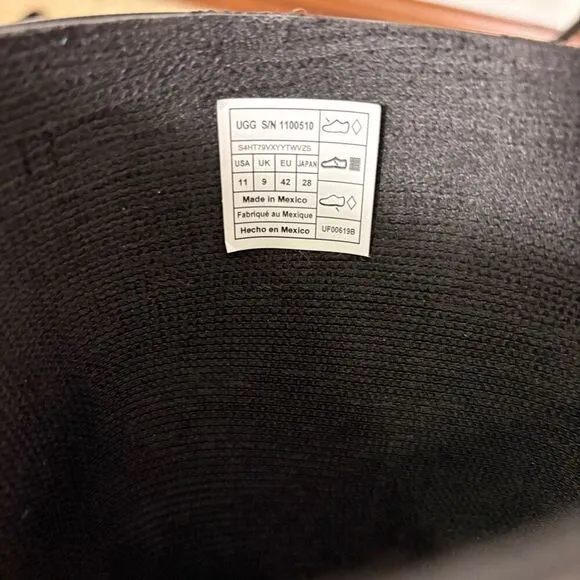 UGG S/N 1100510
S4HT79VXYYTWVZS
USA UK EU JAPAN
11 9 42 28
Made in Mexico
Fabriqué au Mexique
Hecho en Mexico
UF00619B